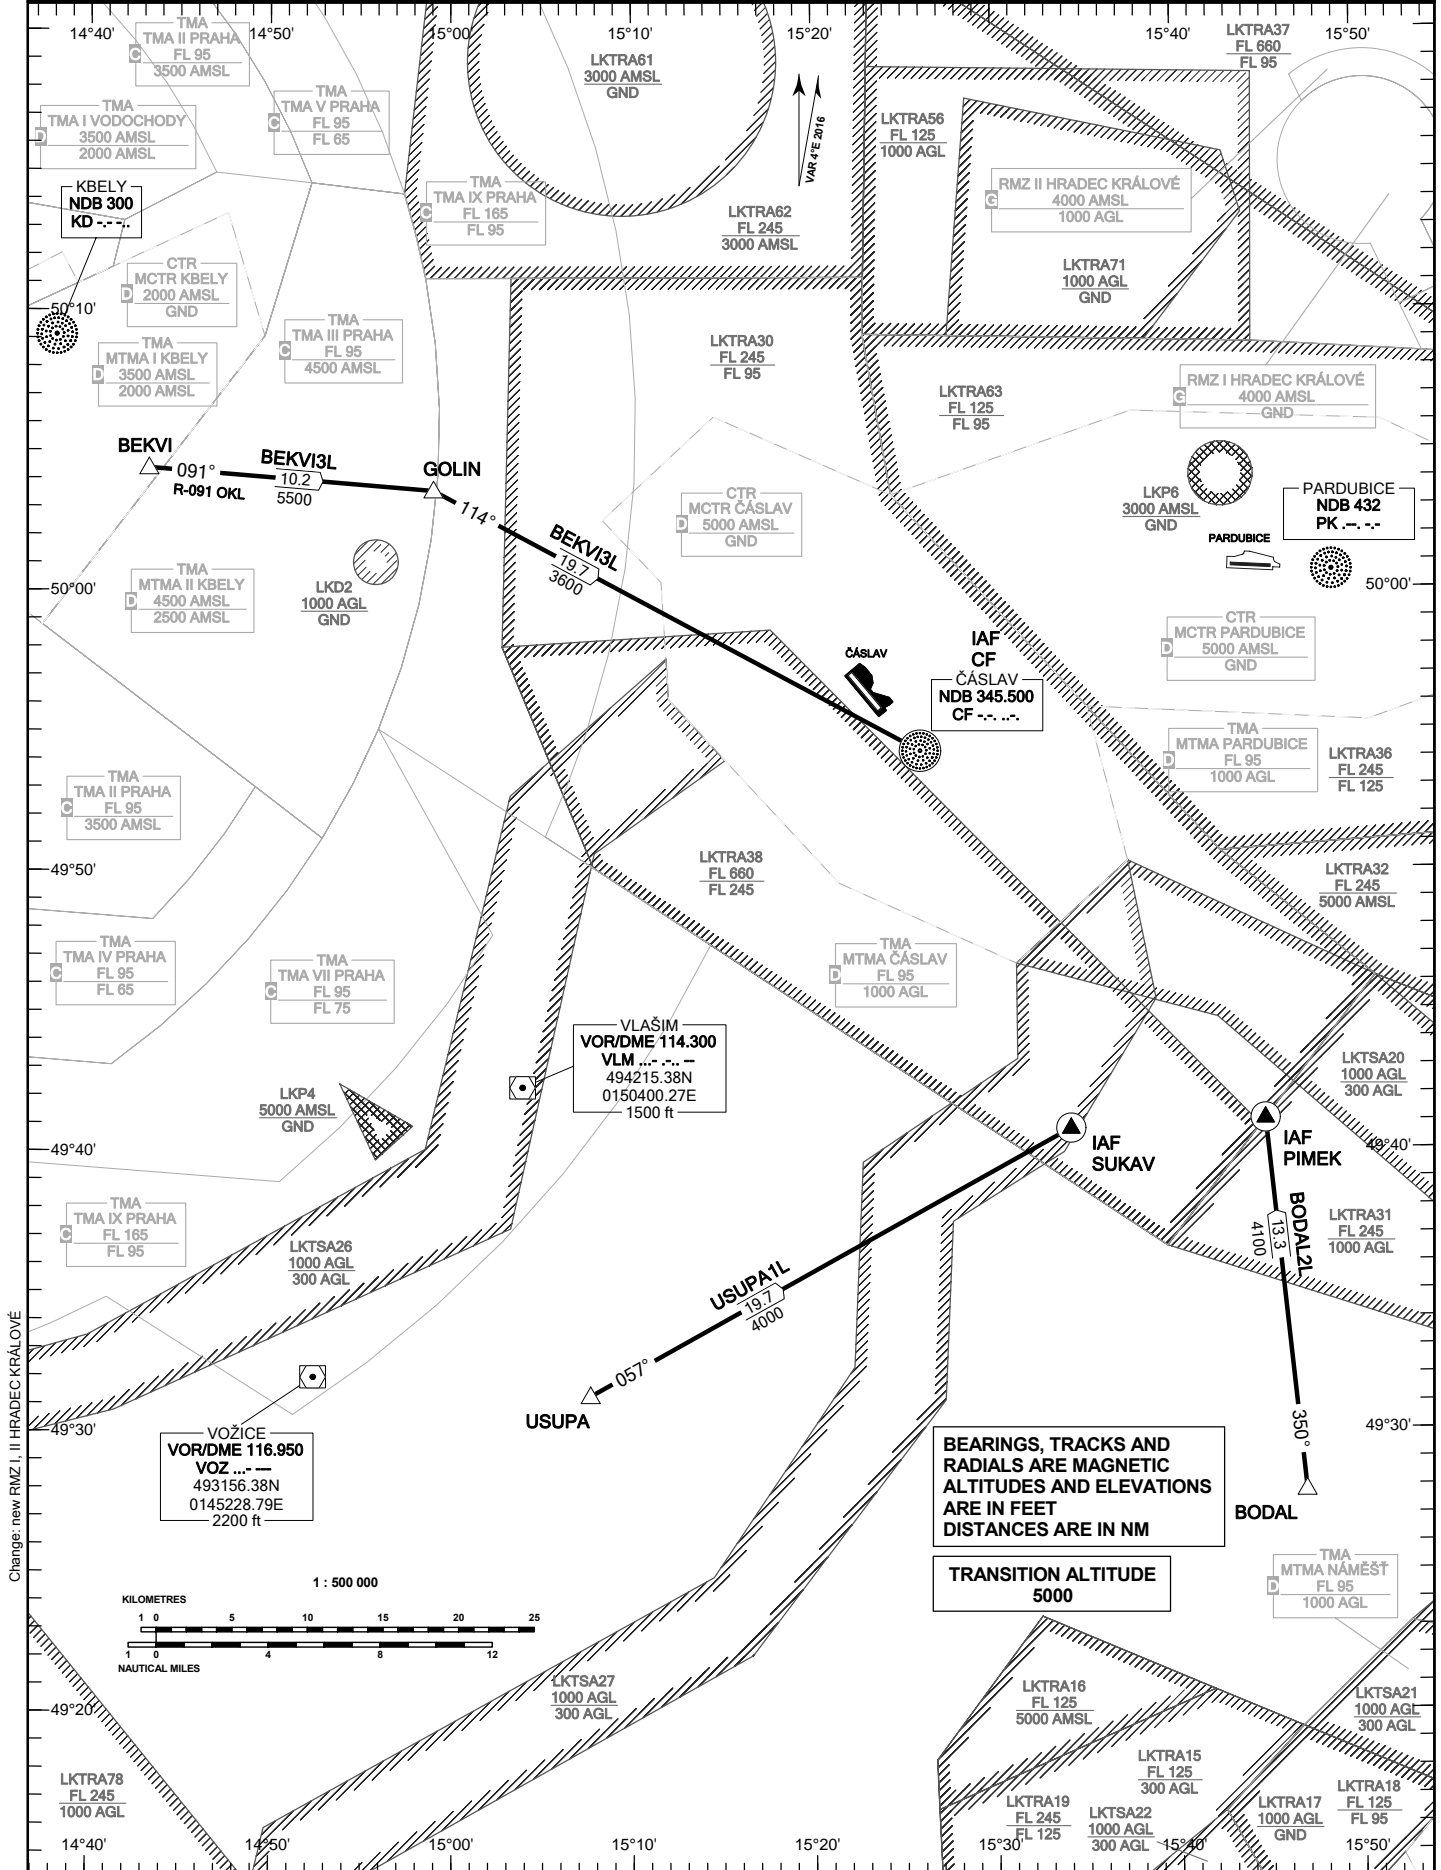 14°40'
14°50'
15°00'
15°10'
15°20'
15°40'
15°50'
TMA
TMA II PRAHA
C
FL 95
3500 AMSL
LKTRA61
3000 AMSL
GND
LKTRA37
FL 660
FL 95
TMA
TMA V PRAHA
C
FL 95
FL 65
TMA
TMA I VODOCHODY
D
3500 AMSL
2000 AMSL
VAR 4°E 2016
LKTRA56
FL 125
1000 AGL
KBELY
NDB 300
KD -.- -..
TMA
TMA IX PRAHA
C
FL 165
FL 95
RMZ II HRADEC KRÁLOVÉ
G
4000 AMSL
1000 AGL
LKTRA62
FL 245
3000 AMSL
CTR
MCTR KBELY
D
2000 AMSL
GND
LKTRA71
1000 AGL
GND
50°10'
TMA
TMA III PRAHA
C
FL 95
4500 AMSL
TMA
MTMA I KBELY
D
3500 AMSL
2000 AMSL
LKTRA30
FL 245
FL 95
LKTRA63
FL 125
FL 95
RMZ I HRADEC KRÁLOVÉ
G
4000 AMSL
GND
BEKVI
091°
R-091 OKL
BEKVI3L
10.2
5500
GOLIN
114°
BEKVI3L
19.7
3600
CTR
MCTR ČÁSLAV
D
5000 AMSL
GND
LKP6
3000 AMSL
GND
PARDUBICE
NDB 432
PK .--. -.-
PARDUBICE
TMA
MTMA II KBELY
D
4500 AMSL
2500 AMSL
LKD2
1000 AGL
GND
50°00'
50°00'
CTR
MCTR PARDUBICE
D
5000 AMSL
GND
ČÁSLAV
IAF
CF
ČÁSLAV
NDB 345.500
CF -.-. ..-.
TMA
MTMA PARDUBICE
D
FL 95
1000 AGL
LKTRA36
FL 245
FL 125
TMA
TMA II PRAHA
C
FL 95
3500 AMSL
49°50'
LKTRA38
FL 660
FL 245
LKTRA32
FL 245
5000 AMSL
TMA
TMA IV PRAHA
C
FL 95
FL 65
TMA
TMA VII PRAHA
C
FL 95
FL 75
TMA
MTMA ČÁSLAV
D
FL 95
1000 AGL
VLAŠIM
VOR/DME 114.300
VLM ...- .-.. --
494215.38N
0150400.27E
1500 ft
LKTSA20
1000 AGL
300 AGL
LKP4
5000 AMSL
GND
49°40'
49°40'
IAF
SUKAV
IAF
PIMEK
TMA
TMA IX PRAHA
C
FL 165
FL 95
LKTSA26
1000 AGL
300 AGL
BODAL2L
13.3
4100
LKTRA31
FL 245
1000 AGL
USUPA1L
19.7
4000
057°
USUPA
350°
BODAL
49°30'
49°30'
VOŽICE
VOR/DME 116.950
VOZ ...- --- --..
493156.38N
0145228.79E
2200 ft
BEARINGS, TRACKS AND
RADIALS ARE MAGNETIC
ALTITUDES AND ELEVATIONS
ARE IN FEET
DISTANCES ARE IN NM
TRANSITION ALTITUDE
5000
TMA
MTMA NÁMĚŠŤ
D
FL 95
1000 AGL
Change: new RMZ I, II HRADEC KRÁLOVÉ
1 : 500 000
KILOMETRES
1 0 5 10 15 20 25
1 0 4 8 12
NAUTICAL MILES
49°20'
LKTSA27
1000 AGL
300 AGL
LKTRA16
FL 125
5000 AMSL
LKTSA21
1000 AGL
300 AGL
LKTRA78
FL 245
1000 AGL
LKTRA15
FL 125
300 AGL
LKTRA19
FL 245
FL 125
LKTSA22
1000 AGL
300 AGL
LKTRA17
1000 AGL
GND
LKTRA18
FL 125
FL 95
14°40'
14°50'
15°00'
15°10'
15°20'
15°30'
15°40'
15°50'